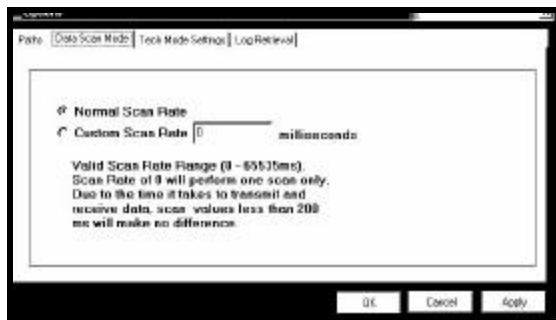 Options
Paths Data Scan Mode Tech Mode Settings Log Retrieval
Normal Scan Rate
Custom Scan Rate 0 milliseconds
Valid Scan Rate Range (0 - 65535ms).
Scan Rate of 0 will perform one scan only.
Due to the time it takes to transmit and
receive data, scan values less than 200
ms will make no difference.
OK Cancel Apply